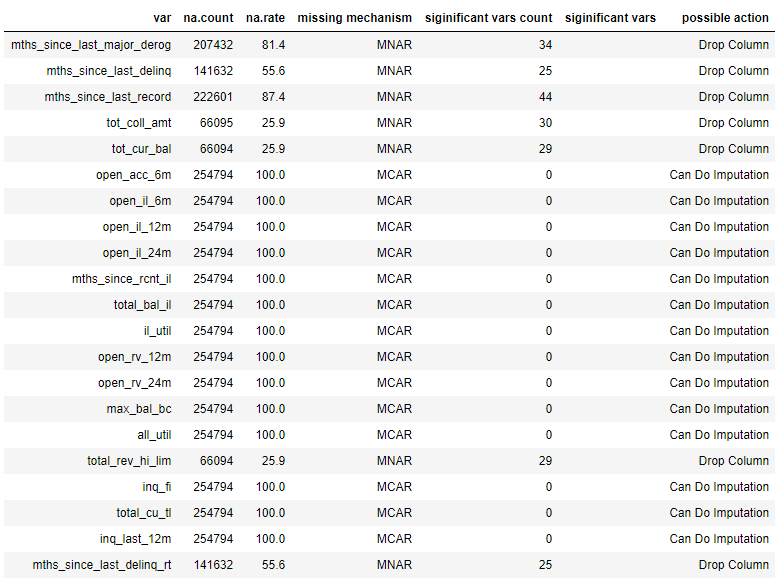 var na.count na.rate missing mechanism siginificant vars count siginificant vars possible action
mths_since_last_major_derog 207432 81.4 MNAR 34 Drop Column
mths_since_last_delinq 141632 55.6 MNAR 25 Drop Column
mths_since_last_record 222601 87.4 MNAR 44 Drop Column
tot_coll_amt 66095 25.9 MNAR 30 Drop Column
tot_cur_bal 66094 25.9 MNAR 29 Drop Column
open_acc_6m 254794 100.0 MCAR 0 Can Do Imputation
open_il_6m 254794 100.0 MCAR 0 Can Do Imputation
open_il_12m 254794 100.0 MCAR 0 Can Do Imputation
open_il_24m 254794 100.0 MCAR 0 Can Do Imputation
mths_since_rcnt_il 254794 100.0 MCAR 0 Can Do Imputation
total_bal_il 254794 100.0 MCAR 0 Can Do Imputation
il_util 254794 100.0 MCAR 0 Can Do Imputation
open_rv_12m 254794 100.0 MCAR 0 Can Do Imputation
open_rv_24m 254794 100.0 MCAR 0 Can Do Imputation
max_bal_bc 254794 100.0 MCAR 0 Can Do Imputation
all_util 254794 100.0 MCAR 0 Can Do Imputation
total_rev_hi_lim 66094 25.9 MNAR 29 Drop Column
inq_fi 254794 100.0 MCAR 0 Can Do Imputation
total_cu_tl 254794 100.0 MCAR 0 Can Do Imputation
inq_last_12m 254794 100.0 MCAR 0 Can Do Imputation
mths_since_last_delinq_rt 141632 55.6 MNAR 25 Drop Column